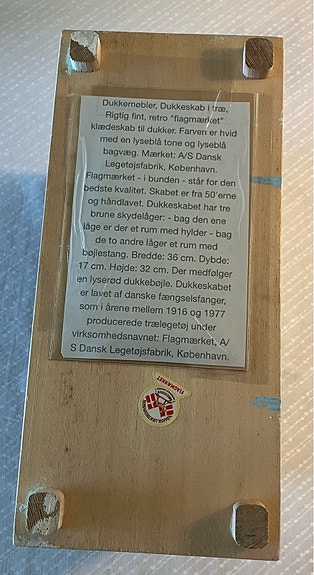 Dukkemøbler, Dukkeskab i træ,
Rigtig fint, retro "flagmærket"
klædeskab til dukker. Farven er hvid
med en lyseblå tone og lyseblå
bagvæg. Mærket: A/S Dansk
Legetøjsfabrik, København.
Flagmærket - i bunden - står for den
bedste kvalitet. Skabet er fra 50'erne
og håndlavet. Dukkeskabet har tre
brune skydelåger: - bag den ene
låge er der et rum med hylder - bag
de to andre låger et rum med
bøjlestang. Bredde: 36 cm. Dybde:
17 cm. Højde: 32 cm. Der medfølger
en lyserød dukkebøjle. Dukkeskabet
er lavet af danske fængselsfanger,
som i årene mellem 1916 og 1977
producerede trælegetøj under
virksomhedsnavnet: Flagmærket, A/
S Dansk Legetøjsfabrik, København.
FLAGMÆRKET